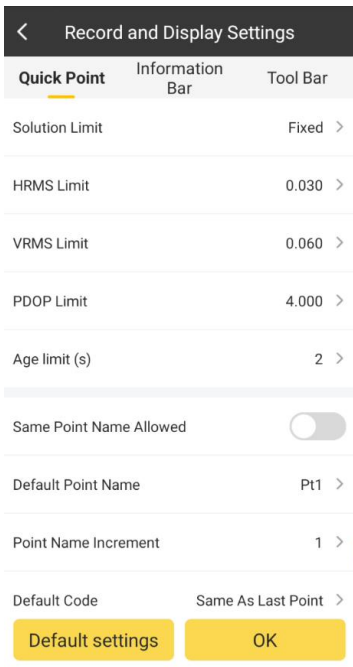 Record and Display Settings
Quick Point
Information
Bar
Tool Bar
Solution Limit Fixed
HRMS Limit 0.030
VRMS Limit 0.060
PDOP Limit 4.000
Age limit (s) 2
Same Point Name Allowed
Default Point Name Pt1
Point Name Increment 1
Default Code Same As Last Point
Default settings OK